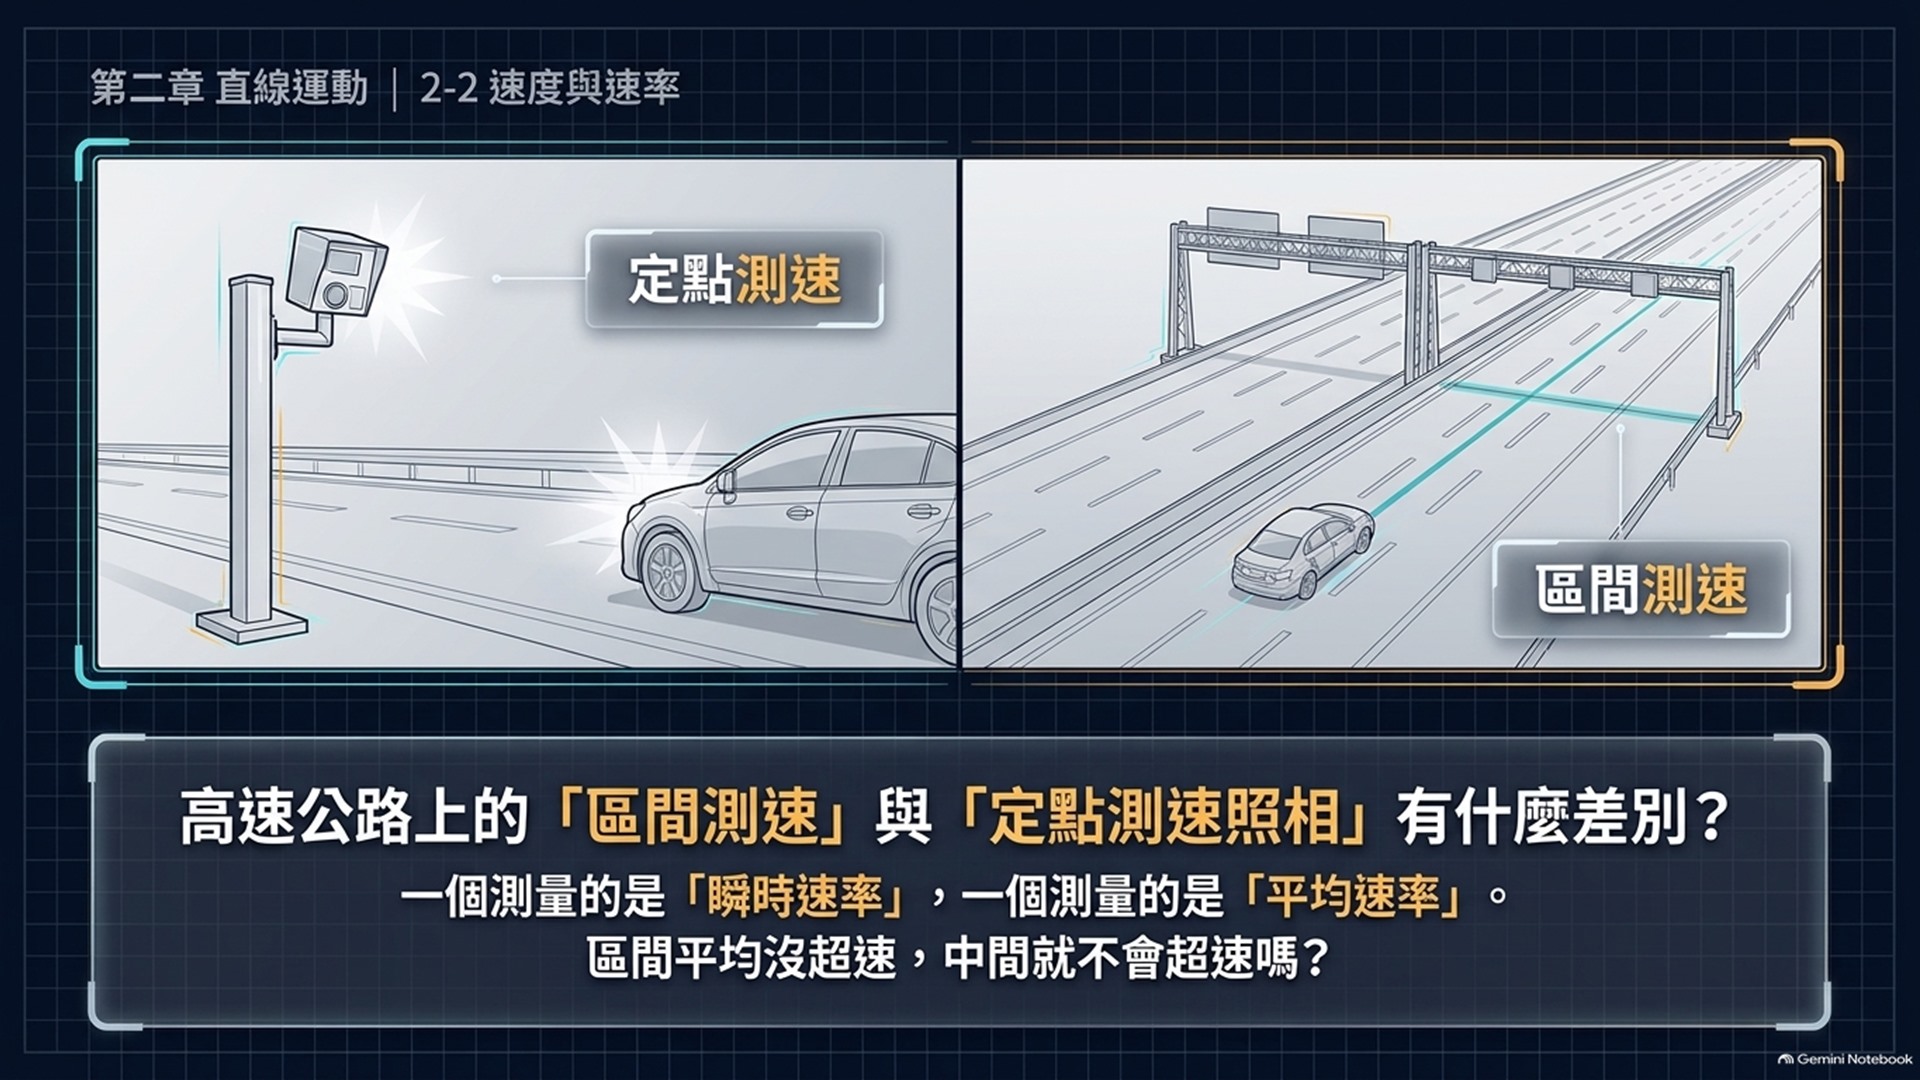 第二章 直線運動｜2-2 速度與速率
定點測速
區間測速
高速公路上的「區間測速」與「定點測速照相」有什麼差別？
一個測量的是「瞬時速率」，一個測量的是「平均速率」。
區間平均沒超速，中間就不會超速嗎？
Gemini Notebook